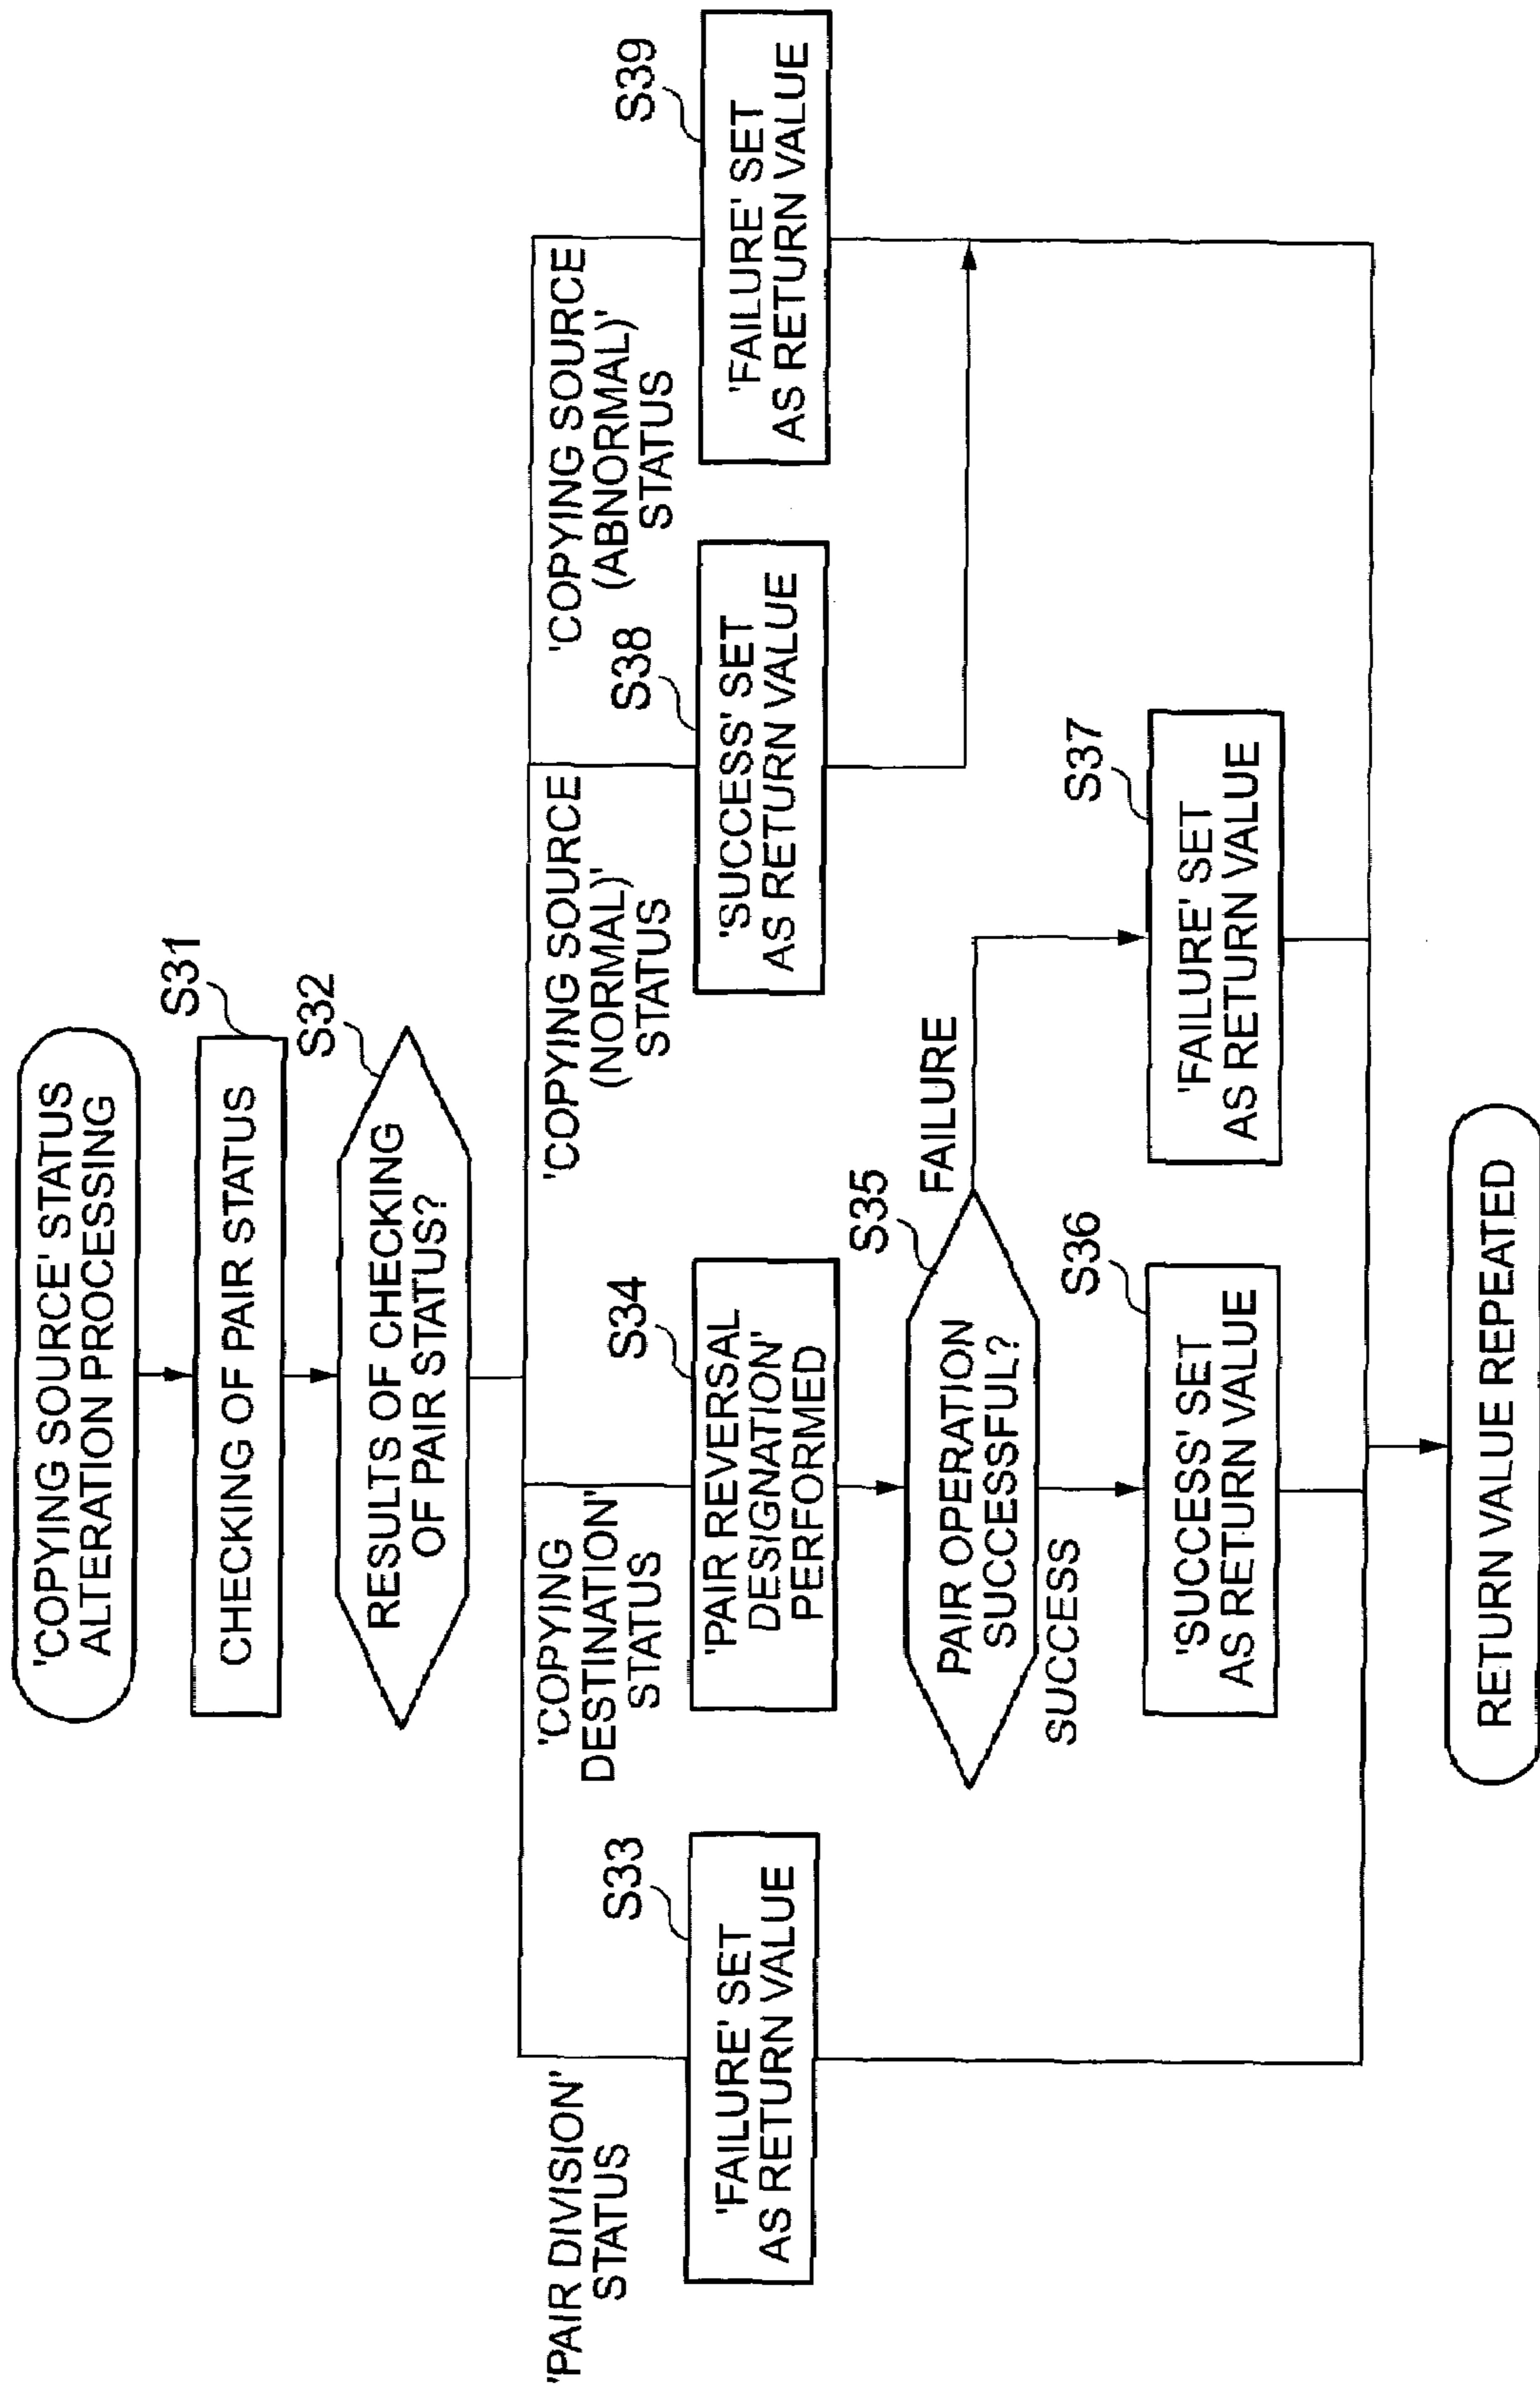 'COPYING SOURCE' STATUS
ALTERATION PROCESSING
S31
CHECKING OF PAIR STATUS
S32
RESULTS OF CHECKING
OF PAIR STATUS?
'PAIR DIVISION'
STATUS
S33
'FAILURE' SET
AS RETURN VALUE
'COPYING
DESTINATION'
STATUS
S34
'PAIR REVERSAL
DESIGNATION'
PERFORMED
S35
PAIR OPERATION
SUCCESSFUL?
FAILURE
SUCCESS
S36
'SUCCESS' SET
AS RETURN VALUE
S37
'FAILURE' SET
AS RETURN VALUE
'COPYING SOURCE
(NORMAL)'
STATUS
S38
'SUCCESS' SET
AS RETURN VALUE
'COPYING SOURCE
(ABNORMAL)'
STATUS
S39
'FAILURE' SET
AS RETURN VALUE
RETURN VALUE REPEATED